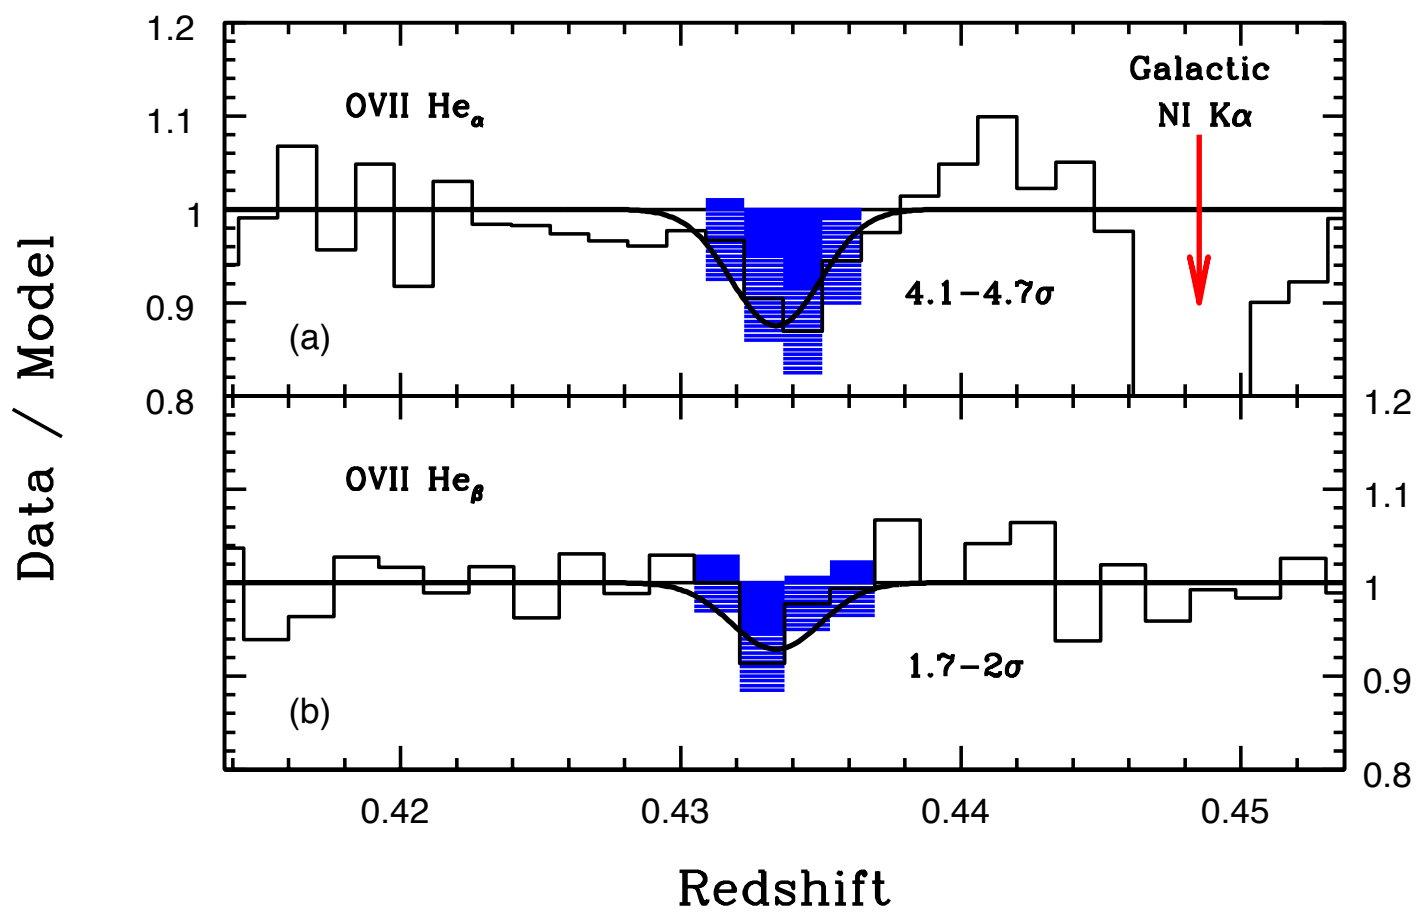 1.2
1.1
1
0.9
0.8
OVII Heα
Galactic
NI Kα
4.1−4.7σ
(a)
Data / Model
1.2
1.1
1
0.9
0.8
OVII Heβ
1.7−2σ
(b)
0.42 0.43 0.44 0.45
Redshift